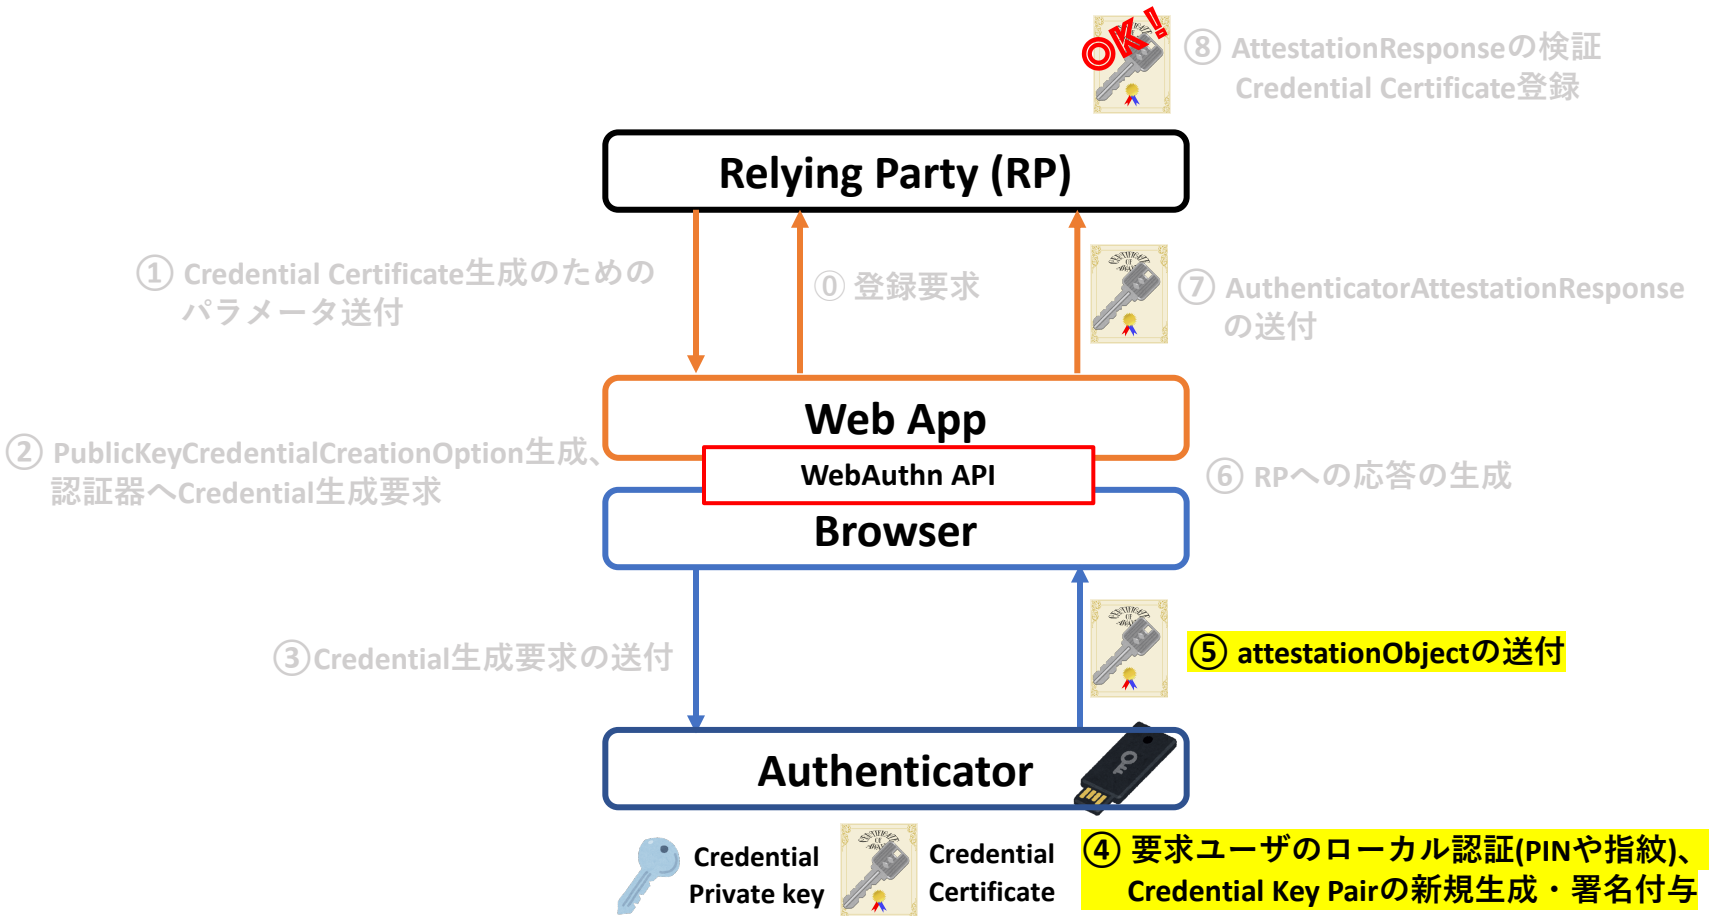 OK!
⑧ AttestationResponseの検証
Credential Certificate登録
Relying Party (RP)
① Credential Certificate生成のための
パラメータ送付
⓪ 登録要求
⑦ AuthenticatorAttestationResponse
の送付
Web App
② PublicKeyCredentialCreationOption生成、
認証器へCredential生成要求
WebAuthn API
⑥ RPへの応答の生成
Browser
③Credential生成要求の送付
⑤ attestationObjectの送付
Authenticator
Credential
Private key
Credential
Certificate
④ 要求ユーザのローカル認証(PINや指紋)、
Credential Key Pairの新規生成・署名付与